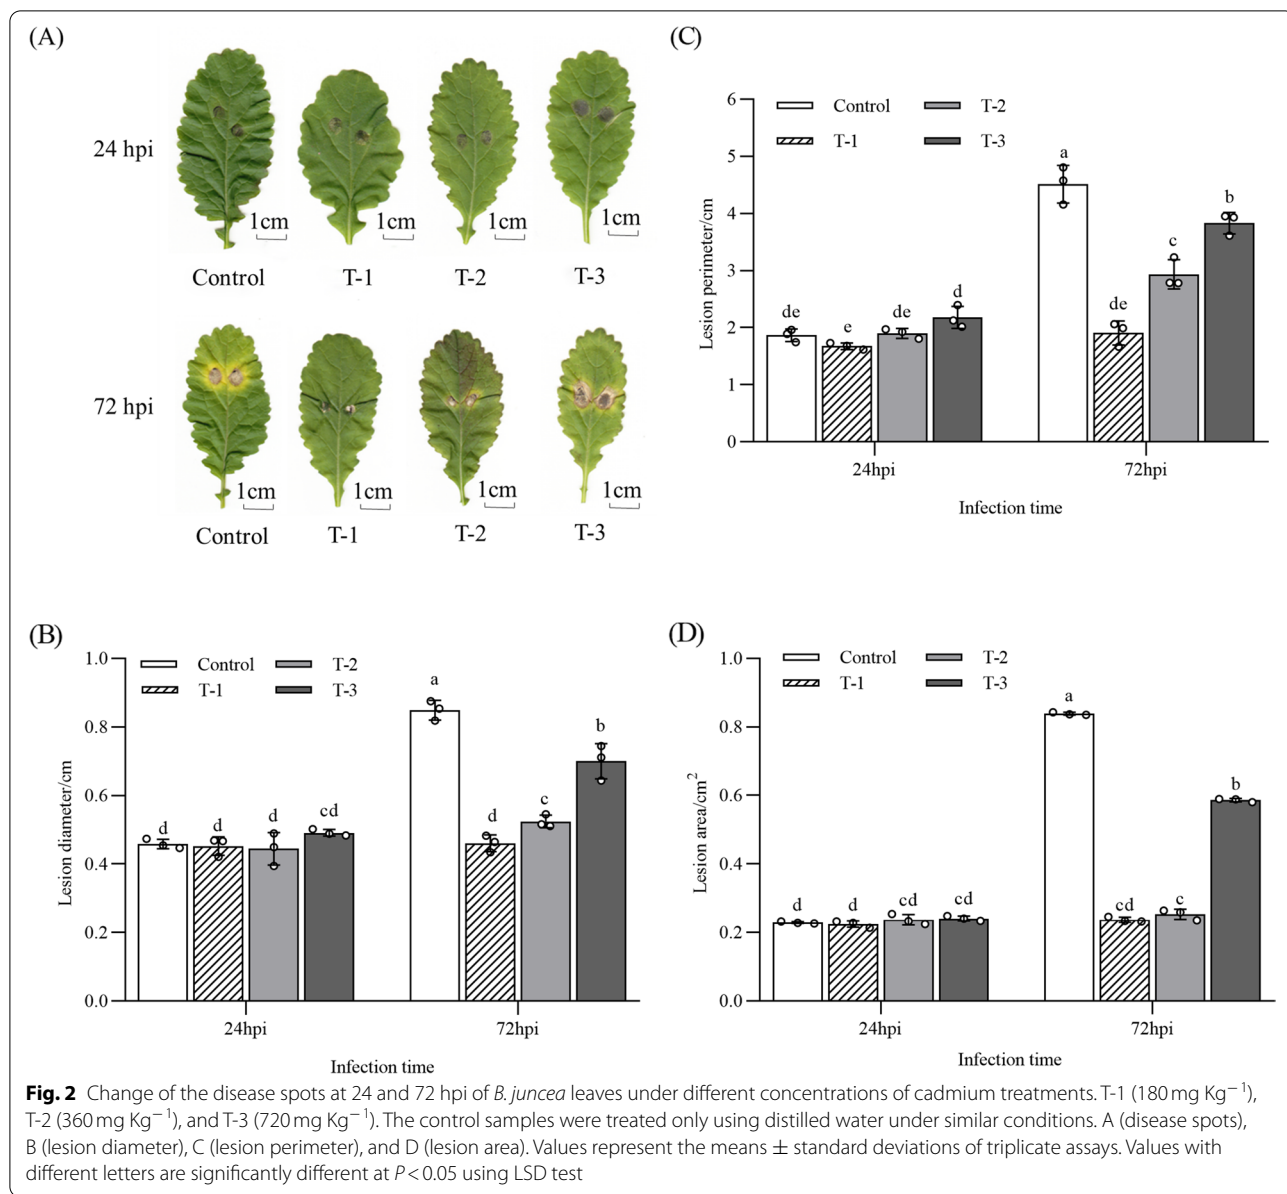 (A)
24 hpi
1cm 1cm 1cm 1cm
Control T-1 T-2 T-3
72 hpi
1cm 1cm 1cm 1cm
Control T-1 T-2 T-3
(C)
Control T-2
T-1 T-3
Lesion perimeter/cm
6
5
4
3
2
1
0
de e de d a de c b
24hpi 72hpi
Infection time
(B)
Control T-2
T-1 T-3
Lesion diameter/cm
1.0
0.8
0.6
0.4
0.2
0.0
d d d cd a d c b
24hpi 72hpi
Infection time
(D)
Control T-2
T-1 T-3
Lesion area/cm²
1.0
0.8
0.6
0.4
0.2
0.0
d d cd cd a cd c b
24hpi 72hpi
Infection time
Fig. 2 Change of the disease spots at 24 and 72 hpi of B. juncea leaves under different concentrations of cadmium treatments. T-1 (180 mg Kg⁻¹),
T-2 (360 mg Kg⁻¹), and T-3 (720 mg Kg⁻¹). The control samples were treated only using distilled water under similar conditions. A (disease spots),
B (lesion diameter), C (lesion perimeter), and D (lesion area). Values represent the means ± standard deviations of triplicate assays. Values with
different letters are significantly different at P < 0.05 using LSD test